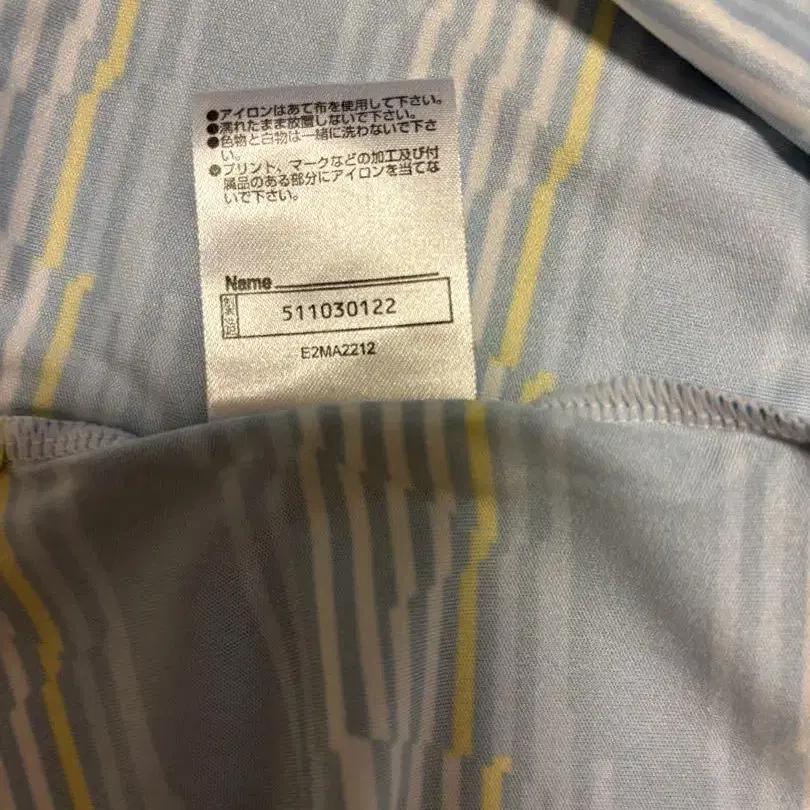 ●アイロンはあて布を使用して下さい。
●濡れたまま放置しないで下さい。
●色物と白物は一緒に洗わないで下さ
い。
●プリント、マークなどの加工及び付
属品のある部分にアイロンを当てな
いで下さい。
Name
511030122
E2MA2212